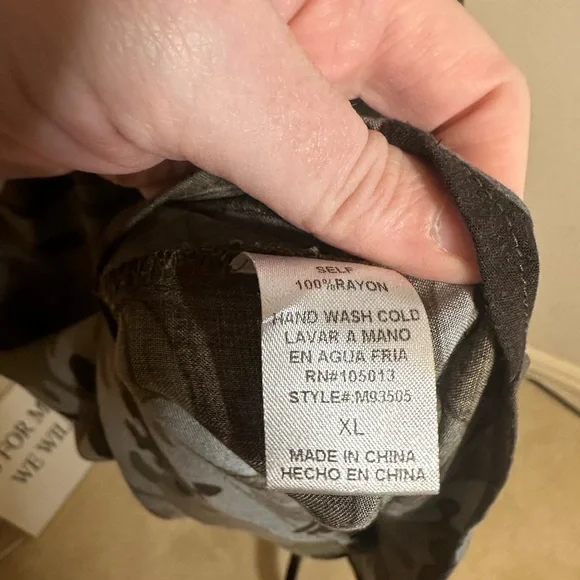 SELF
100%RAYON
HAND WASH COLD
LAVAR A MANO
EN AGUA FRIA
RN#105013
STYLE#:M93505
XL
MADE IN CHINA
HECHO EN CHINA
FOR M
WE WIL